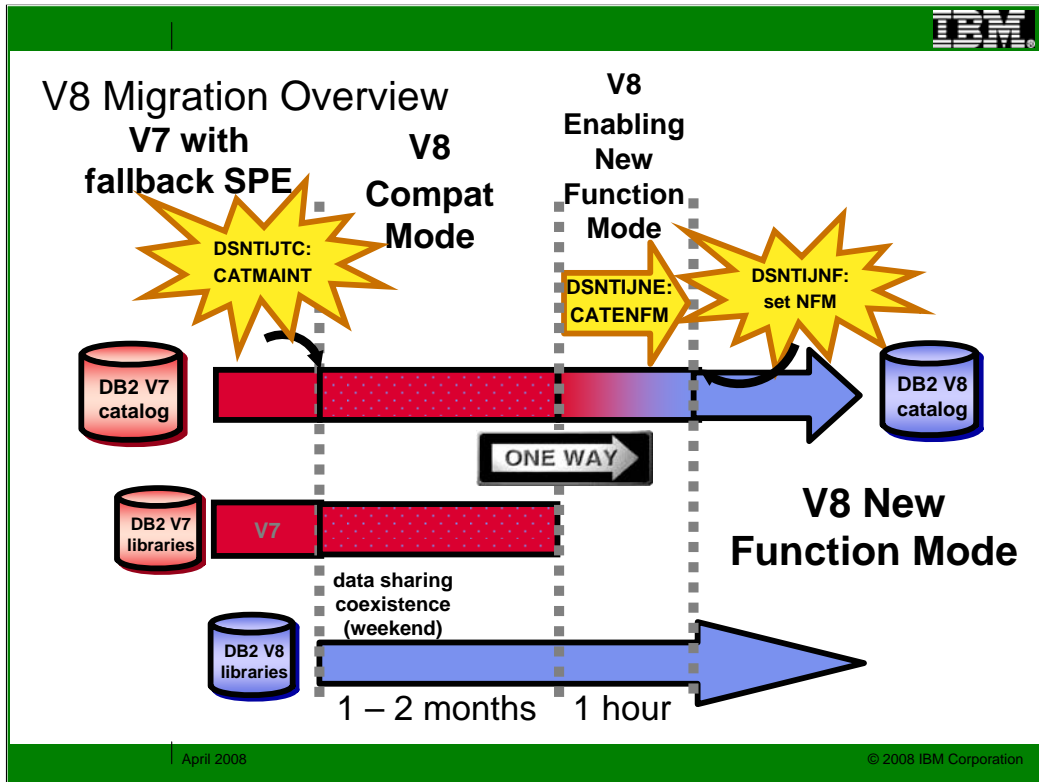 IBM
V8 Migration Overview
V7 with
fallback SPE
V8
Compat
Mode
V8
Enabling
New
Function
Mode
DSNTIJTC:
CATMAINT
DSNTIJNE:
CATENFM
DSNTIJNF:
set NFM
DB2 V7
catalog
DB2 V8
catalog
ONE WAY
DB2 V7
libraries
V7
V8 New
Function Mode
data sharing
coexistence
(weekend)
DB2 V8
libraries
1 – 2 months
1 hour
April 2008
© 2008 IBM Corporation